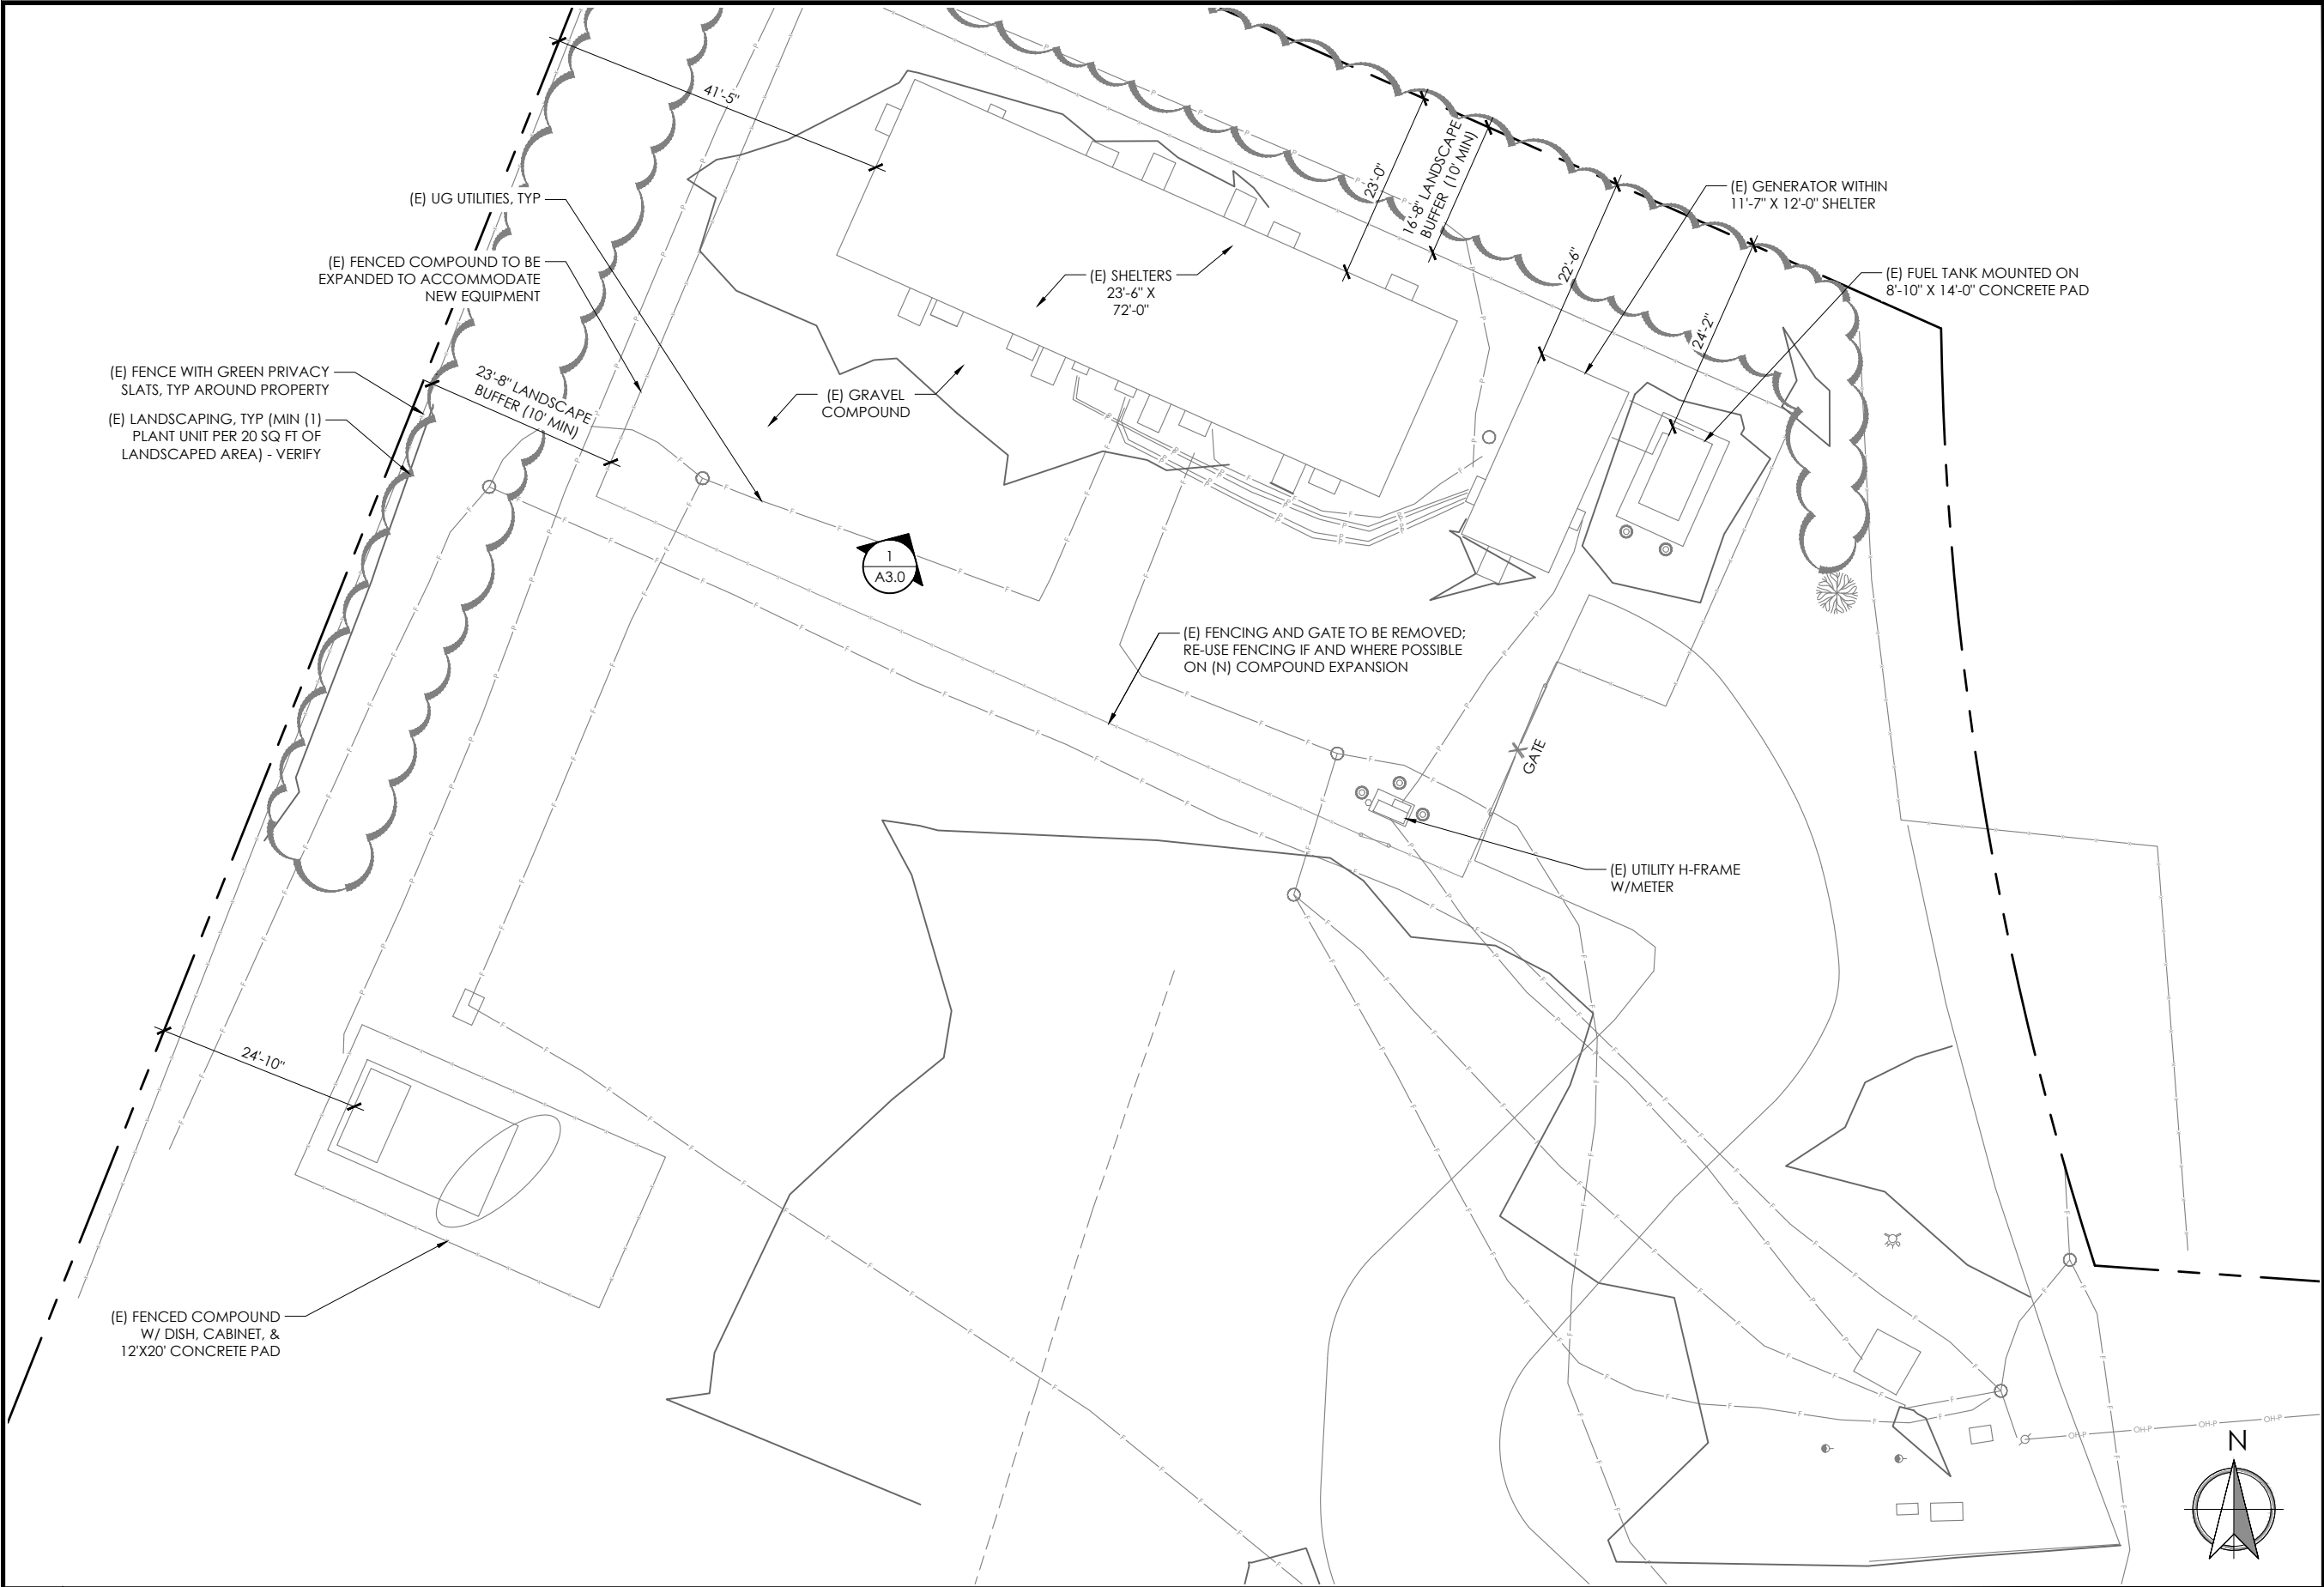 41'-5"
(E) UG UTILITIES, TYP
(E) FENCED COMPOUND TO BE
EXPANDED TO ACCOMMODATE
NEW EQUIPMENT
(E) FENCE WITH GREEN PRIVACY
SLATS, TYP AROUND PROPERTY
(E) LANDSCAPING, TYP (MIN (1)
PLANT UNIT PER 20 SQ FT OF
LANDSCAPED AREA) - VERIFY
23'-8" LANDSCAPE
BUFFER (10' MIN)
(E) SHELTERS
23'-6" X
72'-0"
(E) GRAVEL
COMPOUND
23'-0"
16'-8" LANDSCAPE
BUFFER (10' MIN)
22'-6"
24'-2"
(E) GENERATOR WITHIN
11'-7" X 12'-0" SHELTER
(E) FUEL TANK MOUNTED ON
8'-10" X 14'-0" CONCRETE PAD
1
A3.0
(E) FENCING AND GATE TO BE REMOVED;
RE-USE FENCING IF AND WHERE POSSIBLE
ON (N) COMPOUND EXPANSION
GATE
(E) UTILITY H-FRAME
W/METER
24'-10"
(E) FENCED COMPOUND
W/ DISH, CABINET, &
12'X20' CONCRETE PAD
OH-P
OH-P
OH-P
OH-P
N